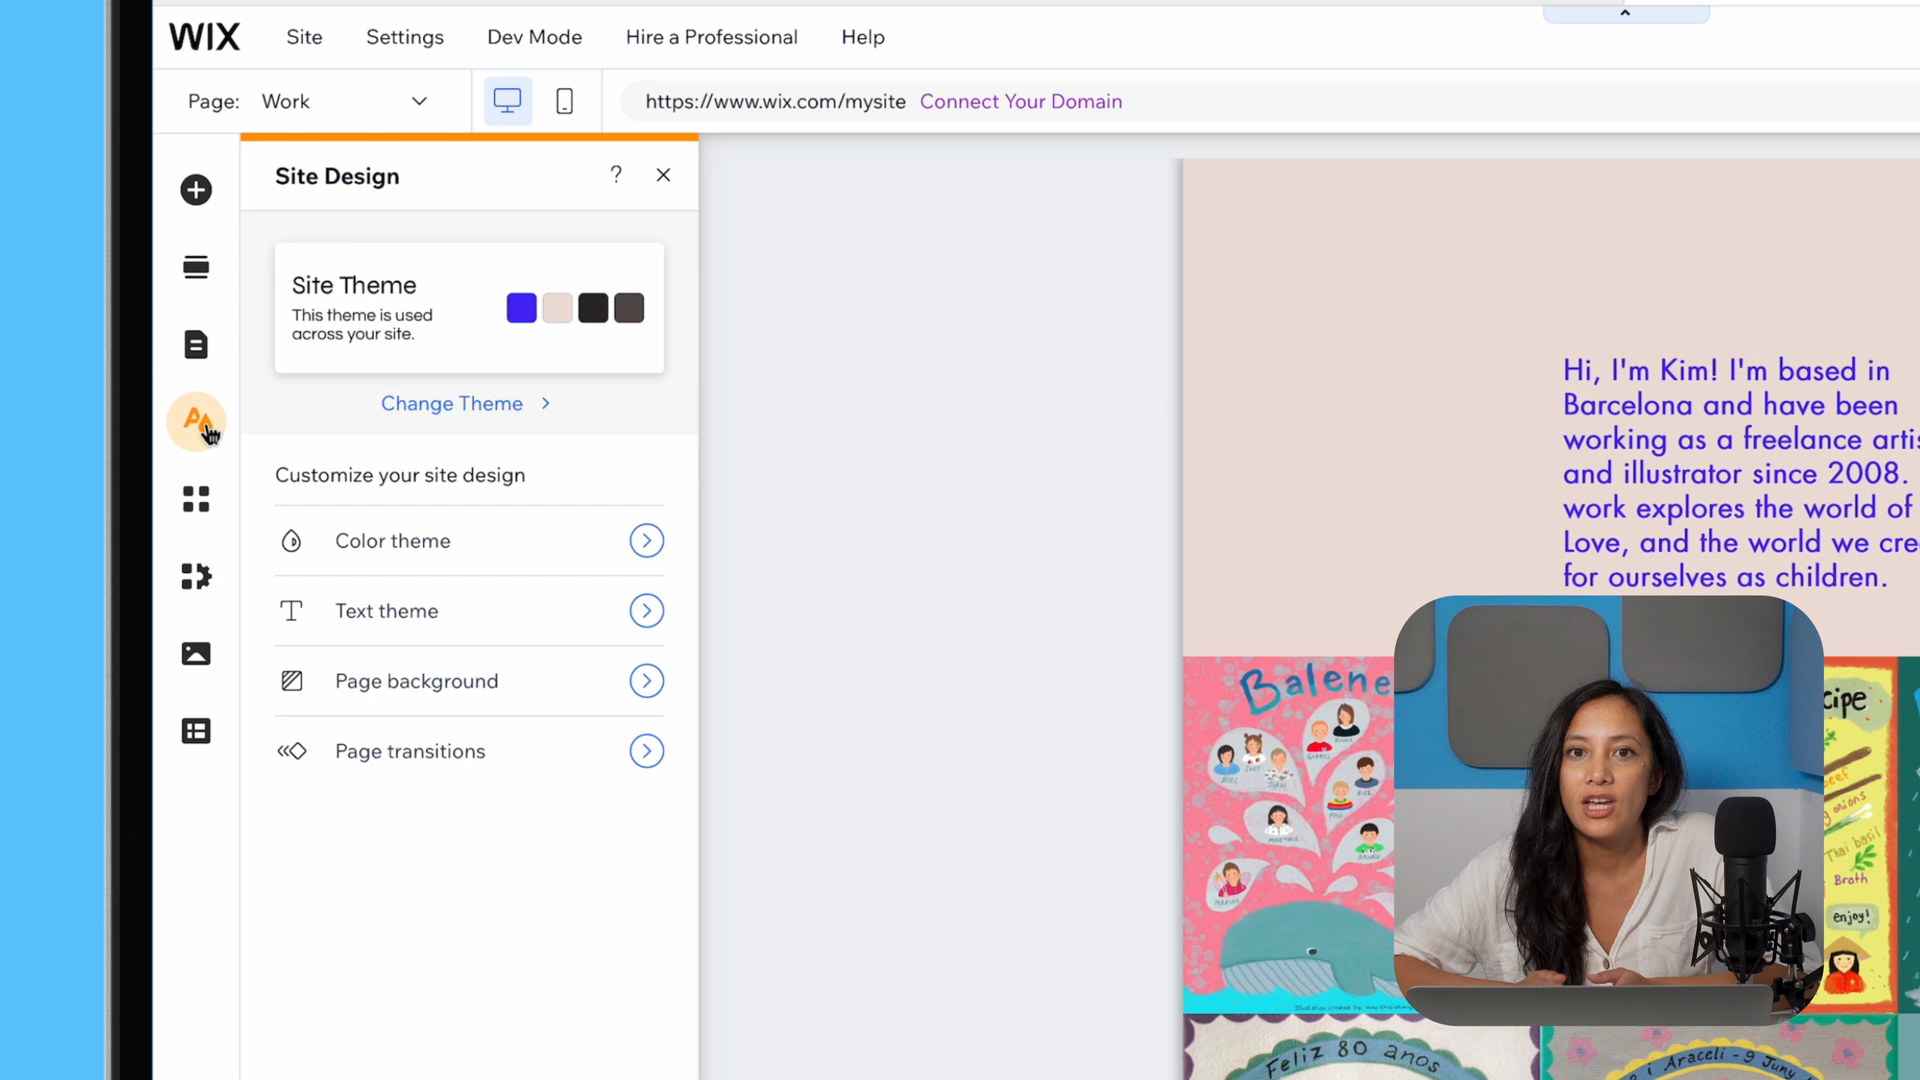 WIX
Site
Settings
Dev Mode
Hire a Professional
Help
Page:
Work
https://www.wix.com/mysite
Connect Your Domain
Site Design
?
Site Theme
This theme is used
across your site.
Change Theme
Customize your site design
Color theme
Text theme
Page background
Page transitions
Hi, I'm Kim! I'm based in
Barcelona and have been
working as a freelance artis
and illustrator since 2008.
work explores the world of
Love, and the world we cre
for ourselves as children.
Balene
cipe
onions
Thai basil
Broth
enjoy!
Feliz 80 anos
i Araceli - 9 Juny